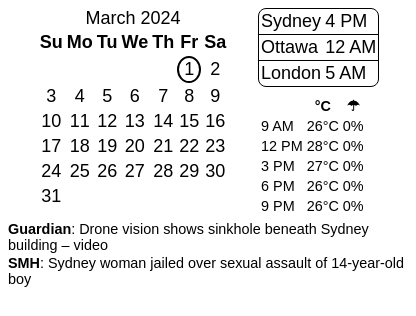 March 2024
Su Mo Tu We Th Fr Sa
1 2
3 4 5 6 7 8 9
10 11 12 13 14 15 16
17 18 19 20 21 22 23
24 25 26 27 28 29 30
31
Sydney 4 PM
Ottawa 12 AM
London 5 AM
°C ☂
9 AM 26°C 0%
12 PM 28°C 0%
3 PM 27°C 0%
6 PM 26°C 0%
9 PM 26°C 0%
Guardian: Drone vision shows sinkhole beneath Sydney
building – video
SMH: Sydney woman jailed over sexual assault of 14-year-old
boy